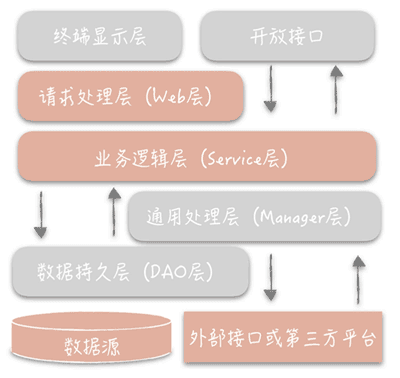 终端显示层
开放接口
请求处理层（Web层）
业务逻辑层（Service层）
通用处理层（Manager层）
数据持久层（DAO层）
数据源
外部接口或第三方平台